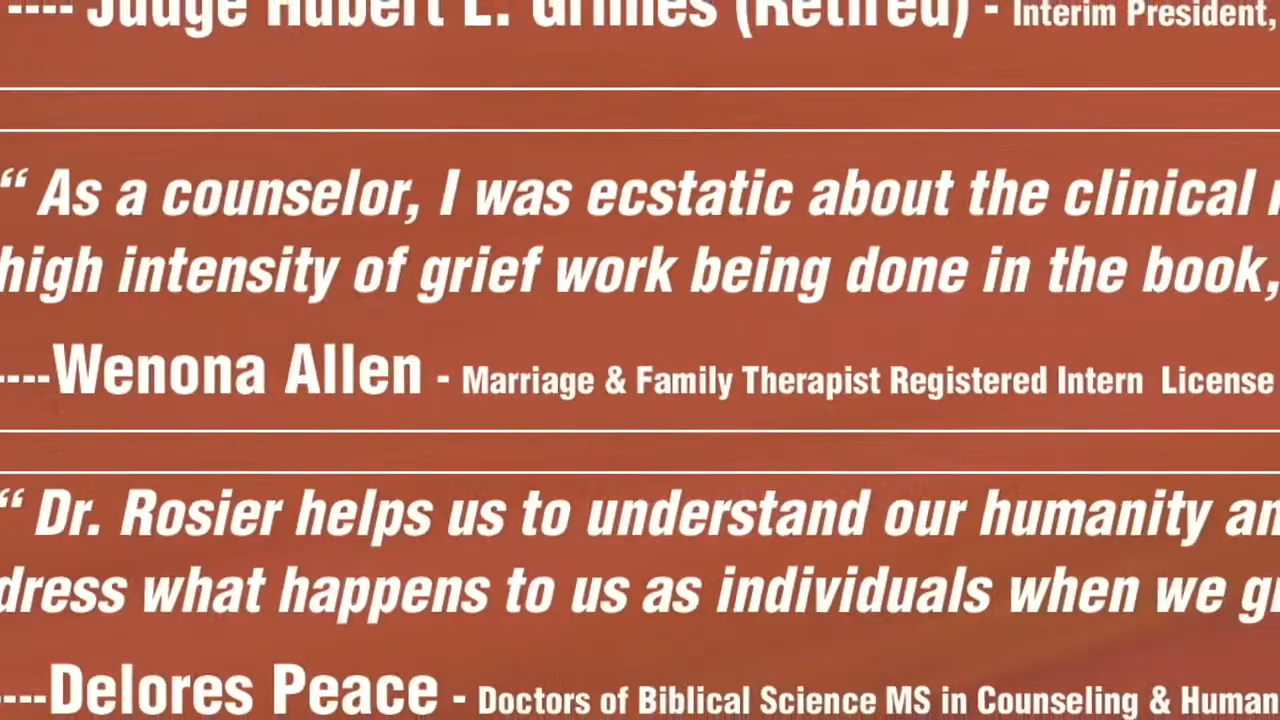 ---- Judge Hubert L. Grimes (Retired) - Interim President,
“ As a counselor, I was ecstatic about the clinical
high intensity of grief work being done in the book,
----Wenona Allen - Marriage & Family Therapist Registered Intern License
“ Dr. Rosier helps us to understand our humanity
dress what happens to us as individuals when we
----Delores Peace - Doctors of Biblical Science MS in Counseling & Human